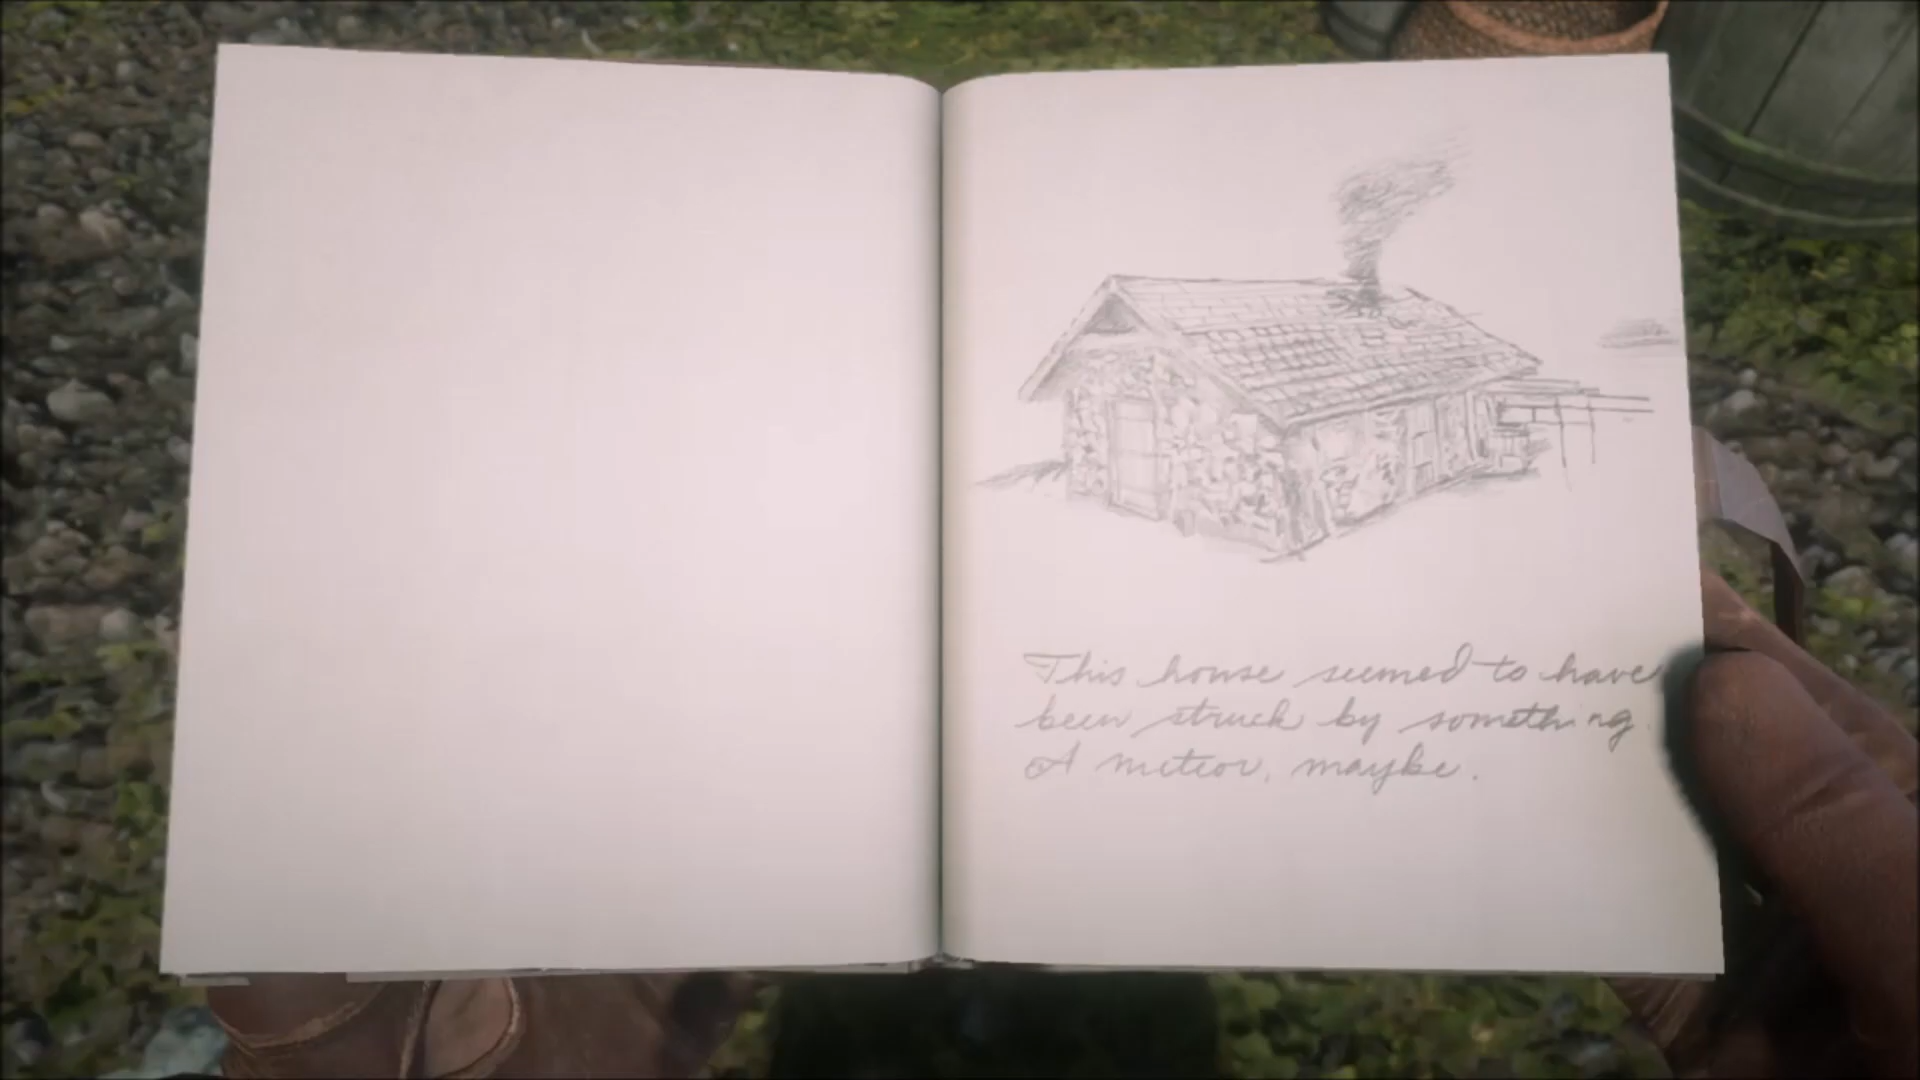 This house seemed to have
been struck by something.
A meteor, maybe.